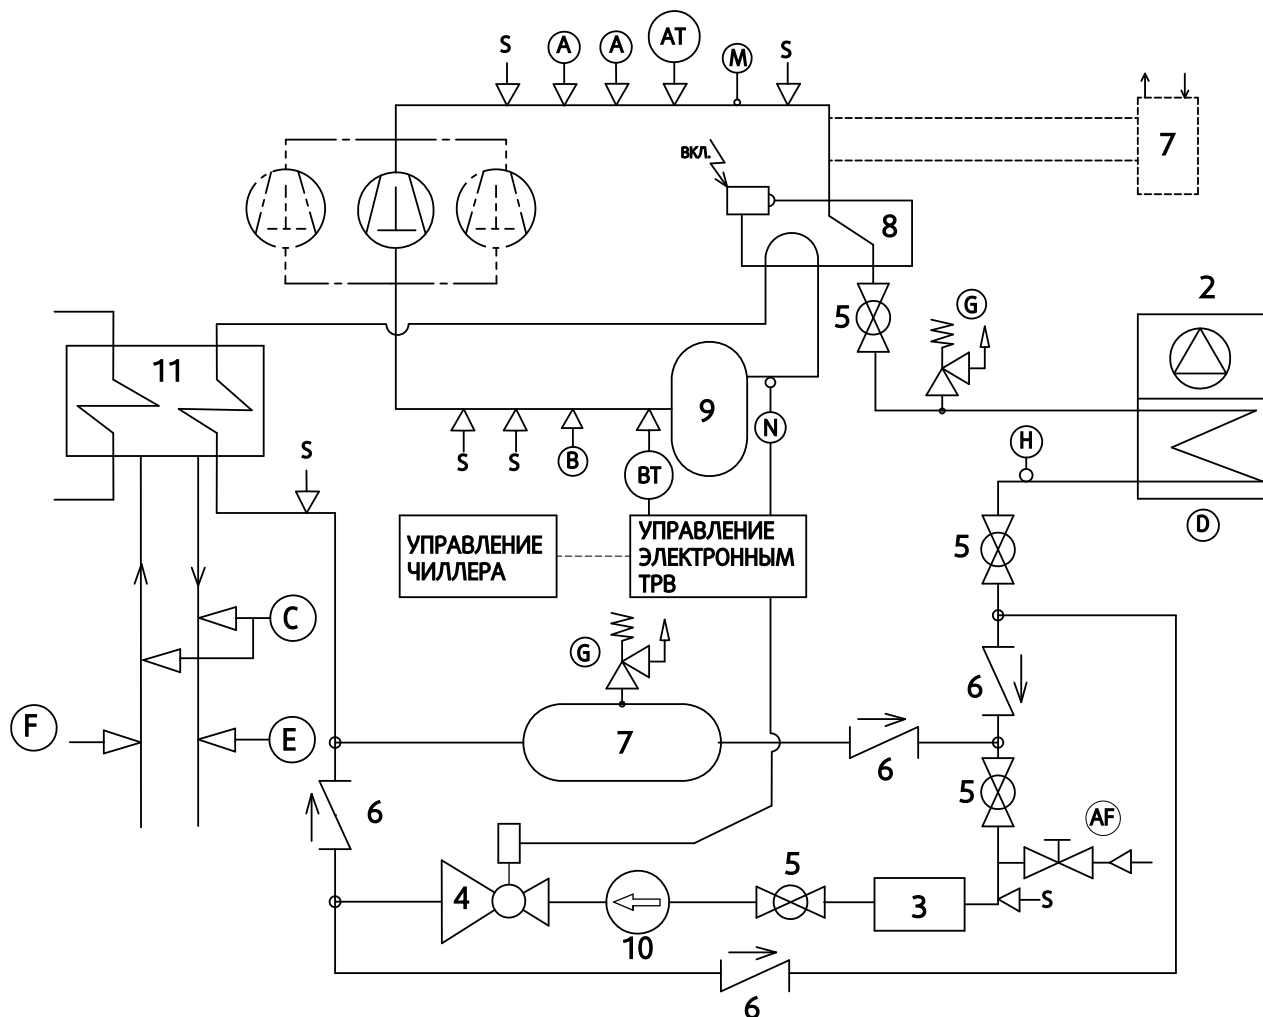 S
A
A
AT
M
S
7
ВКЛ.
8
2
5
G
11
9
S
S
S
B
BT
N
H
D
УПРАВЛЕНИЕ
ЧИЛЛЕРА
УПРАВЛЕНИЕ
ЭЛЕКТРОННЫМ
ТРВ
5
C
G
6
F
E
7
6
6
5
AF
5
4
3
S
10
6